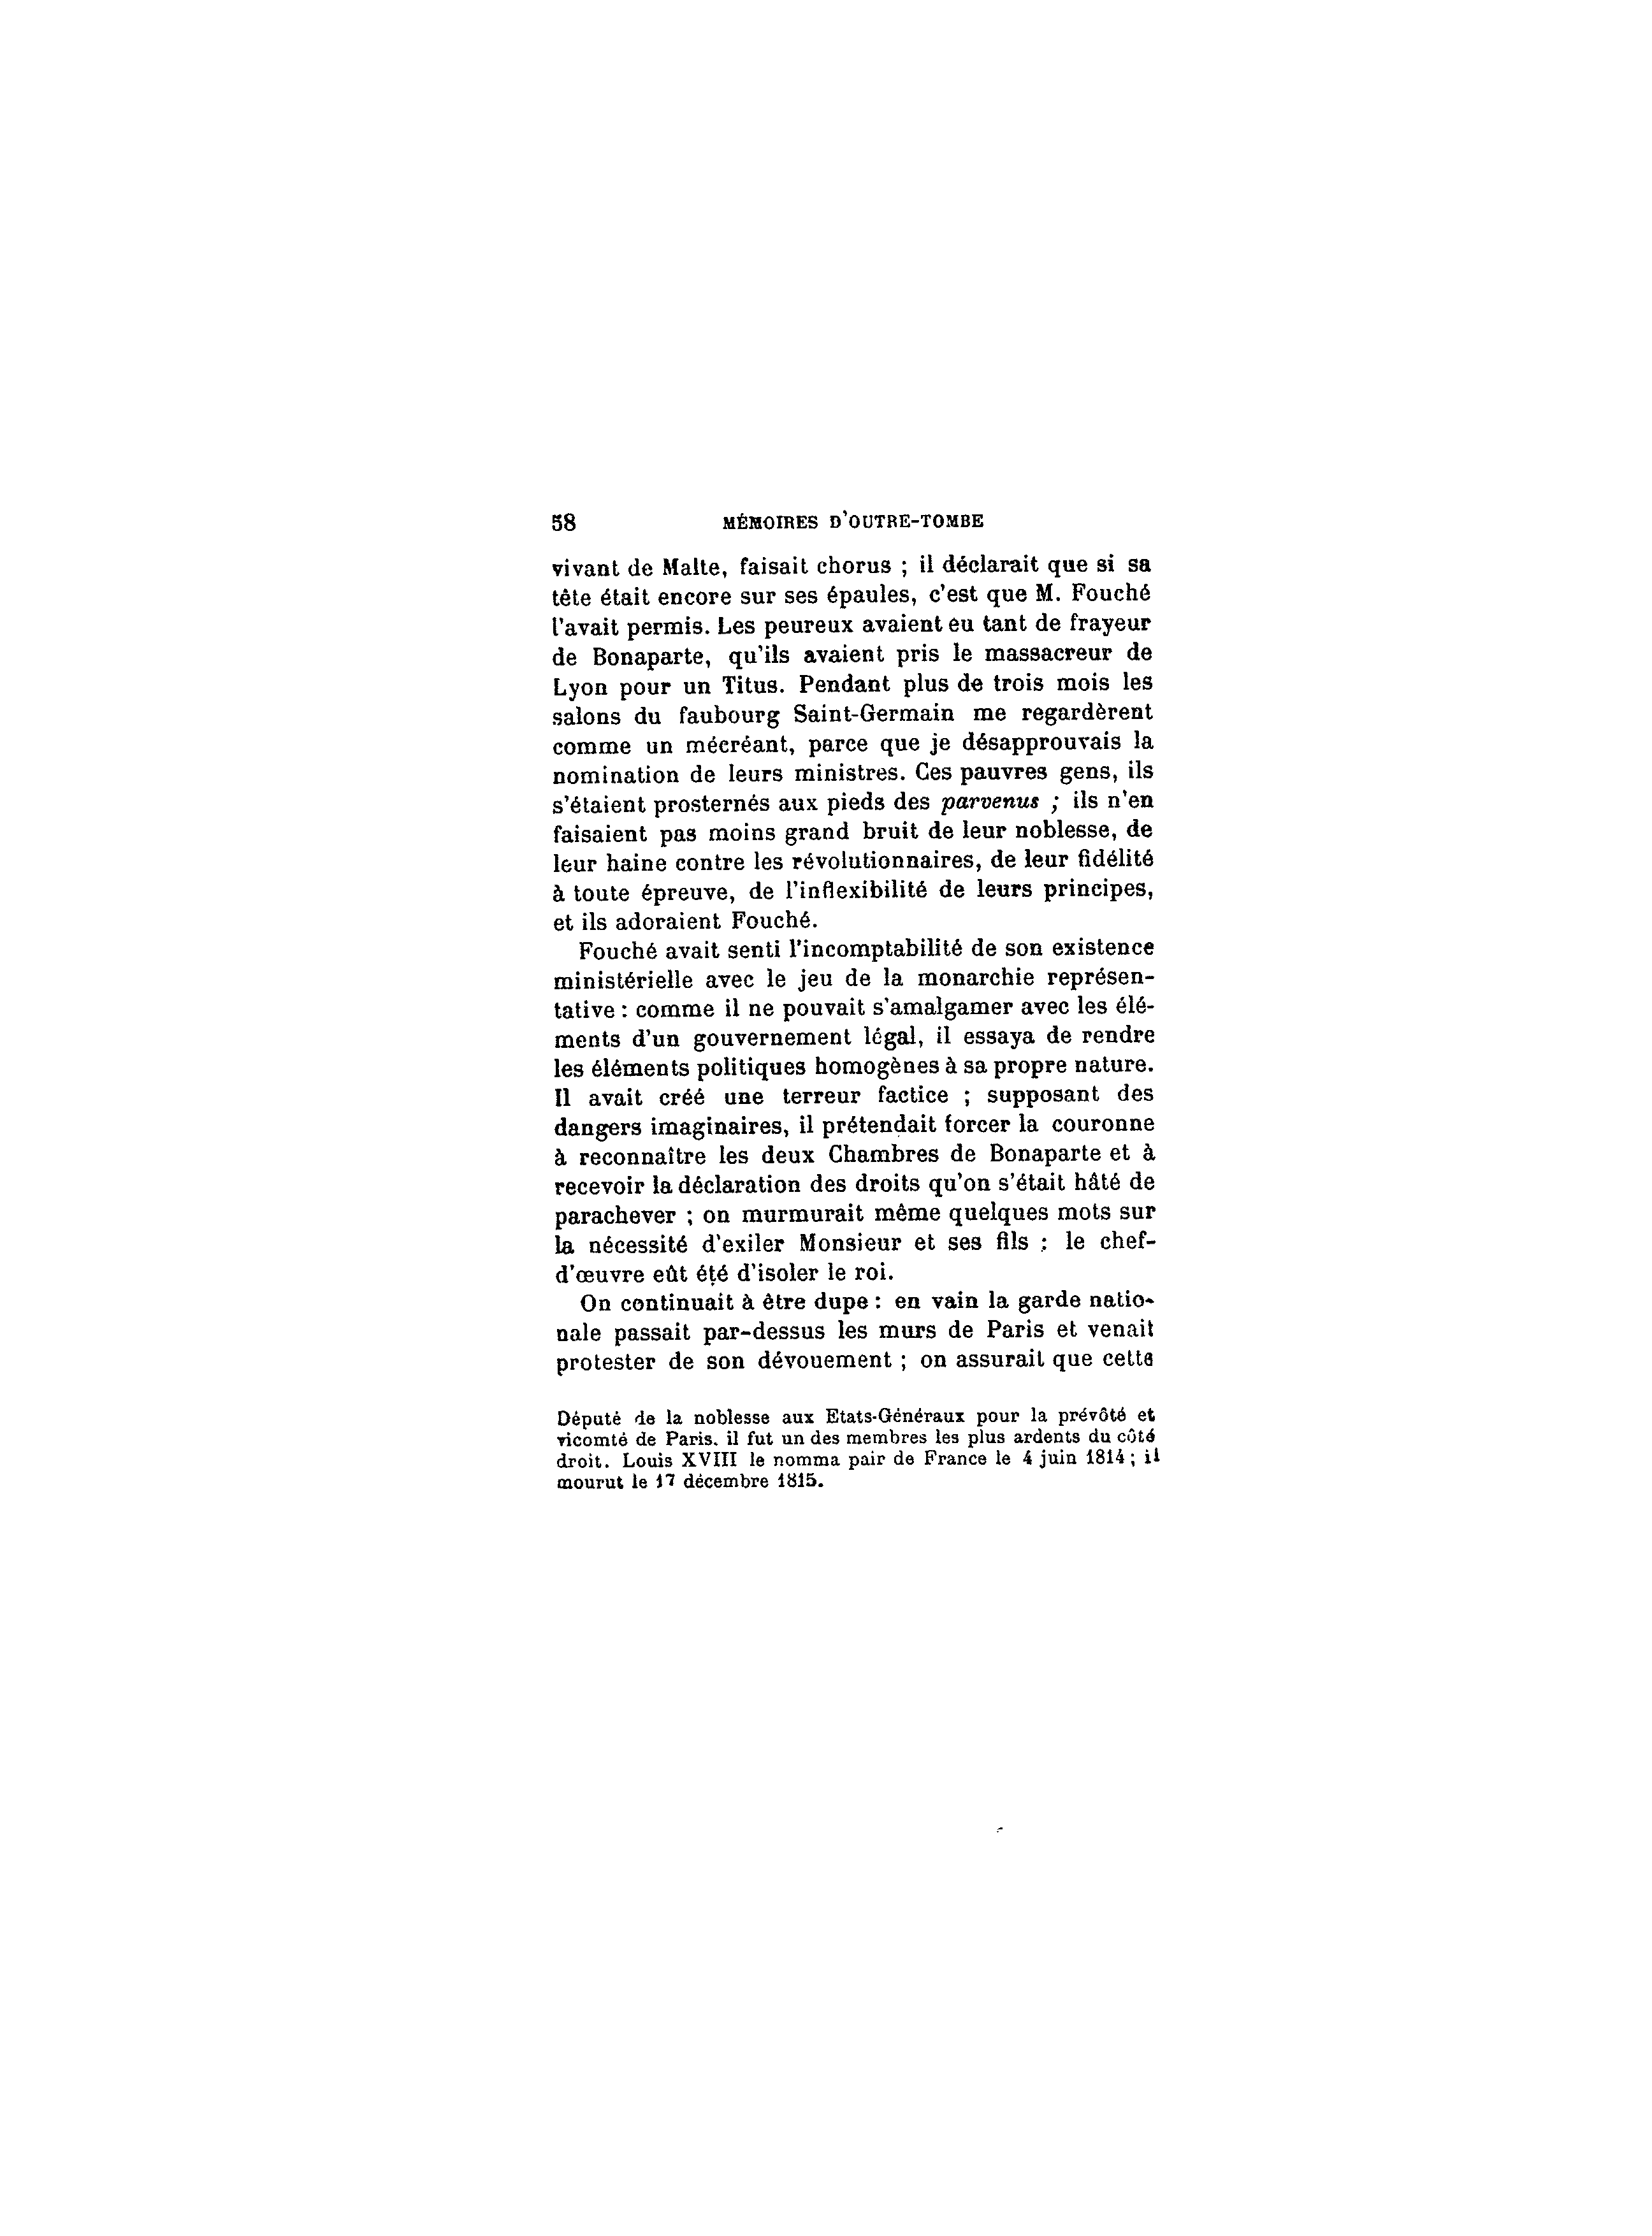 58 MÉMOIRES D'OUTRE-TOMBE
vivant de Malte, faisait chorus ; il déclarait que si sa
tête était encore sur ses épaules, c'est que M. Fouché
l'avait permis. Les peureux avaient eu tant de frayeur
de Bonaparte, qu'ils avaient pris le massacreur de
Lyon pour un Titus. Pendant plus de trois mois les
salons du faubourg Saint-Germain me regardèrent
comme un mécréant, parce que je désapprouvais la
nomination de leurs ministres. Ces pauvres gens, ils
s'étaient prosternés aux pieds des parvenus ; ils n'en
faisaient pas moins grand bruit de leur noblesse, de
leur haine contre les révolutionnaires, de leur fidélité
à toute épreuve, de l'inflexibilité de leurs principes,
et ils adoraient Fouché.
Fouché avait senti l'incomptabilité de son existence
ministérielle avec le jeu de la monarchie représen-
tative : comme il ne pouvait s'amalgamer avec les élé-
ments d'un gouvernement légal, il essaya de rendre
les éléments politiques homogènes à sa propre nature.
Il avait créé une terreur factice ; supposant des
dangers imaginaires, il prétendait forcer la couronne
à reconnaître les deux Chambres de Bonaparte et à
recevoir la déclaration des droits qu'on s'était hâté de
parachever ; on murmurait même quelques mots sur
la nécessité d'exiler Monsieur et ses fils : le chef-
d'œuvre eût été d'isoler le roi.
On continuait à être dupe : en vain la garde natio-
nale passait par-dessus les murs de Paris et venait
protester de son dévouement ; on assurait que cette
Député de la noblesse aux Etats-Généraux pour la prévôté et
vicomté de Paris. il fut un des membres les plus ardents du côté
droit. Louis XVIII le nomma pair de France le 4 juin 1814 ; il
mourut le 17 décembre 1815.